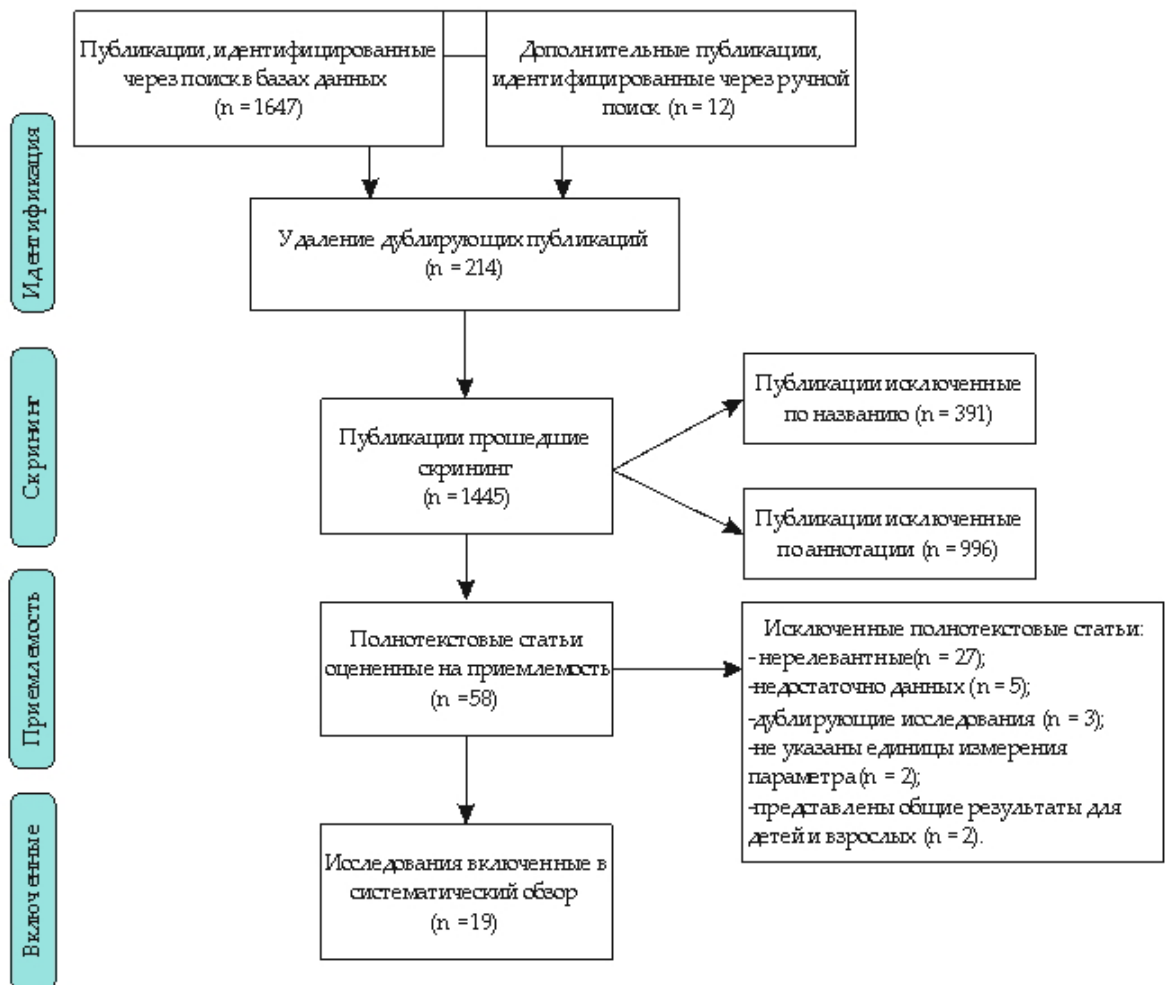 Публикации, идентифицированные
через поиск в базах данных
(n = 1647)
Дополнительные публикации,
идентифицированные через ручной
поиск (n = 12)
Идентификация
Удаление дублирующих публикаций
(n = 214)
Скрининг
Публикации прошедшие
скрининг
(n = 1445)
Публикации исключенные
по названию (n = 391)
Публикации исключенные
по аннотации (n = 996)
Приемлемость
Полнотекстовые статьи
оцененные на приемлемость
(n =58)
Исключенные полнотекстовые статьи:
- нерелевантные(n = 27);
-недостаточно данных (n = 5);
-дублирующие исследования (n = 3);
-не указаны единицы измерения
параметра (n = 2);
-представлены общие результаты для
детей и взрослых (n = 2).
Включенные
Исследования включенные в
систематический обзор
(n =19)